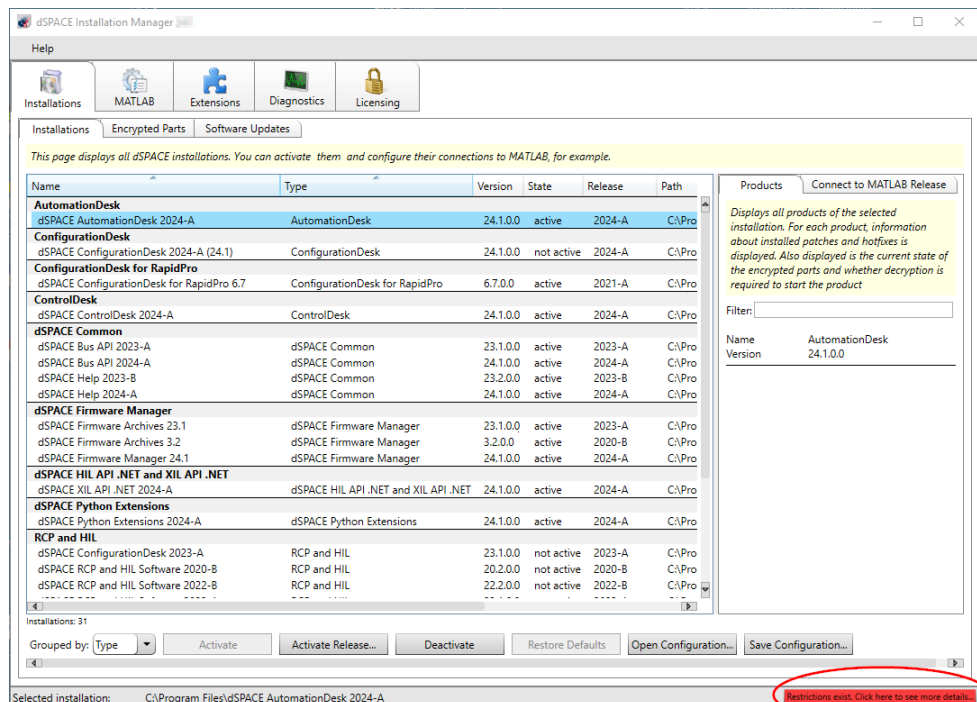 dSPACE Installation Manager
Help
Installations MATLAB Extensions Diagnostics Licensing
Installations Encrypted Parts Software Updates
This page displays all dSPACE installations. You can activate them and configure their connections to MATLAB, for example.
Name Type Version State Release Path
AutomationDesk
dSPACE AutomationDesk 2024-A AutomationDesk 24.1.0.0 active 2024-A C:\Pro
ConfigurationDesk
dSPACE ConfigurationDesk 2024-A (24.1) ConfigurationDesk 24.1.0.0 not active 2024-A C:\Pro
ConfigurationDesk for RapidPro
dSPACE ConfigurationDesk for RapidPro 6.7 ConfigurationDesk for RapidPro 6.7.0.0 active 2021-A C:\Pro
ControlDesk
dSPACE ControlDesk 2024-A ControlDesk 24.1.0.0 active 2024-A C:\Pro
dSPACE Common
dSPACE Bus API 2023-A dSPACE Common 23.1.0.0 active 2023-A C:\Pro
dSPACE Bus API 2024-A dSPACE Common 24.1.0.0 active 2024-A C:\Pro
dSPACE Help 2023-B dSPACE Common 23.2.0.0 active 2023-B C:\Pro
dSPACE Help 2024-A dSPACE Common 24.1.0.0 active 2024-A C:\Pro
dSPACE Firmware Manager
dSPACE Firmware Archives 23.1 dSPACE Firmware Manager 23.1.0.0 active 2023-A C:\Pro
dSPACE Firmware Archives 3.2 dSPACE Firmware Manager 3.2.0.0 active 2020-B C:\Pro
dSPACE Firmware Manager 24.1 dSPACE Firmware Manager 24.1.0.0 active 2024-A C:\Pro
dSPACE HIL API .NET and XIL API .NET
dSPACE XIL API .NET 2024-A dSPACE HIL API .NET and XIL API .NET 24.1.0.0 active 2024-A C:\Pro
dSPACE Python Extensions
dSPACE Python Extensions 2024-A dSPACE Python Extensions 24.1.0.0 active 2024-A C:\Pro
RCP and HIL
dSPACE ConfigurationDesk 2023-A RCP and HIL 23.1.0.0 not active 2023-A C:\Pro
dSPACE RCP and HIL Software 2020-B RCP and HIL 20.2.0.0 not active 2020-B C:\Pro
dSPACE RCP and HIL Software 2022-B RCP and HIL 22.2.0.0 not active 2022-B C:\Pro
Products Connect to MATLAB Release
Displays all products of the selected
installation. For each product, information
about installed patches and hotfixes is
displayed. Also displayed is the current state of
the encrypted parts and whether decryption is
required to start the product
Filter:
Name AutomationDesk
Version 24.1.0.0
Installations: 31
Grouped by: Type Activate Activate Release... Deactivate Restore Defaults Open Configuration... Save Configuration...
Selected installation: C:\Program Files\dSPACE AutomationDesk 2024-A Restrictions exist. Click here to see more details...